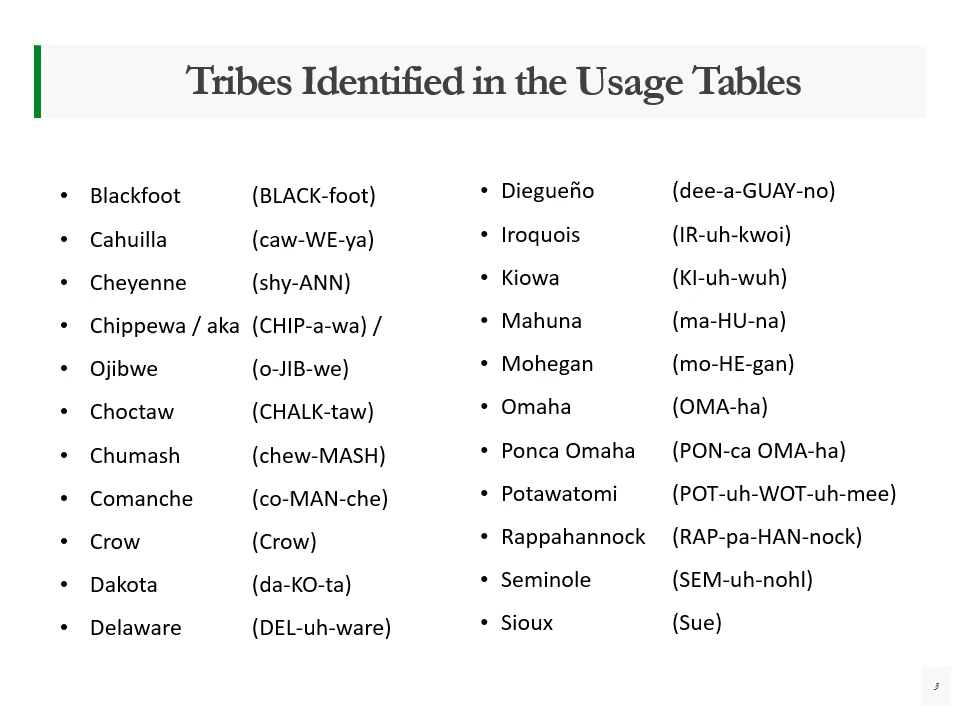 Tribes Identified in the Usage Tables
• Blackfoot (BLACK-foot)
• Cahuilla (caw-WE-ya)
• Cheyenne (shy-ANN)
• Chippewa / aka (CHIP-a-wa) /
• Ojibwe (o-JIB-we)
• Choctaw (CHALK-taw)
• Chumash (chew-MASH)
• Comanche (co-MAN-che)
• Crow (Crow)
• Dakota (da-KO-ta)
• Delaware (DEL-uh-ware)
• Diegueño (dee-a-GUAY-no)
• Iroquois (IR-uh-kwoi)
• Kiowa (KI-uh-wuh)
• Mahuna (ma-HU-na)
• Mohegan (mo-HE-gan)
• Omaha (OMA-ha)
• Ponca Omaha (PON-ca OMA-ha)
• Potawatomi (POT-uh-WOT-uh-mee)
• Rappahannock (RAP-pa-HAN-nock)
• Seminole (SEM-uh-nohl)
• Sioux (Sue)
3